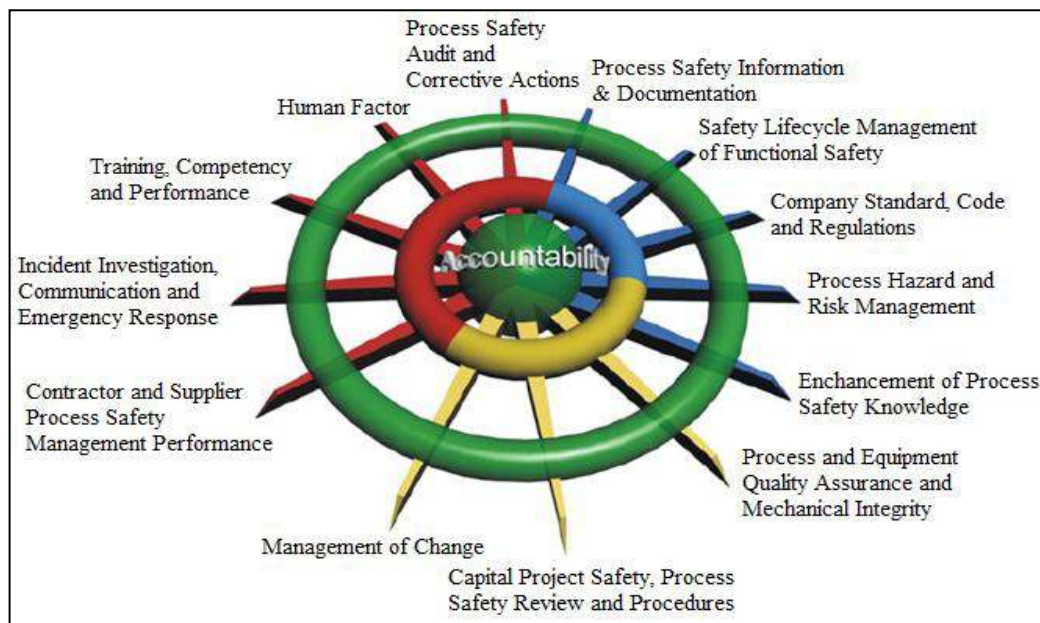 Process Safety
Audit and
Corrective Actions
Process Safety Information
& Documentation
Human Factor
Safety Lifecycle Management
of Functional Safety
Training, Competency
and Performance
Company Standard, Code
and Regulations
Accountability
Incident Investigation,
Communication and
Emergency Response
Process Hazard and
Risk Management
Contractor and Supplier
Process Safety
Management Performance
Enchancement of Process
Safety Knowledge
Process and Equipment
Quality Assurance and
Mechanical Integrity
Management of Change
Capital Project Safety, Process
Safety Review and Procedures